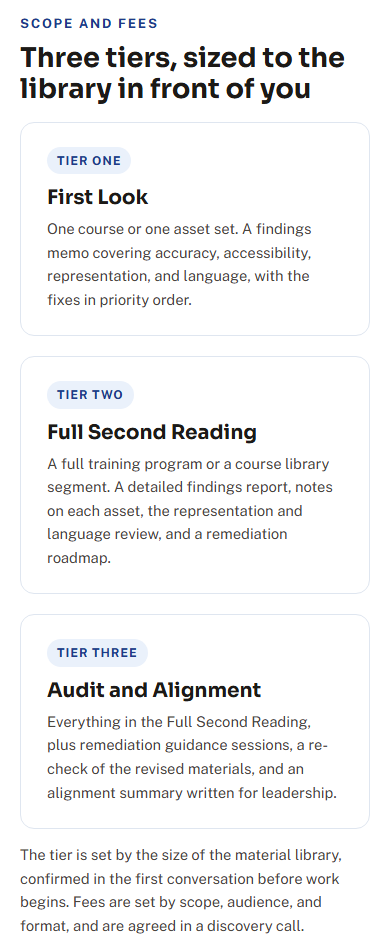 SCOPE AND FEES
Three tiers, sized to the
library in front of you
TIER ONE
First Look
One course or one asset set. A findings
memo covering accuracy, accessibility,
representation, and language, with the
fixes in priority order.
TIER TWO
Full Second Reading
A full training program or a course library
segment. A detailed findings report, notes
on each asset, the representation and
language review, and a remediation
roadmap.
TIER THREE
Audit and Alignment
Everything in the Full Second Reading,
plus remediation guidance sessions, a re-
check of the revised materials, and an
alignment summary written for leadership.
The tier is set by the size of the material library,
confirmed in the first conversation before work
begins. Fees are set by scope, audience, and
format, and are agreed in a discovery call.